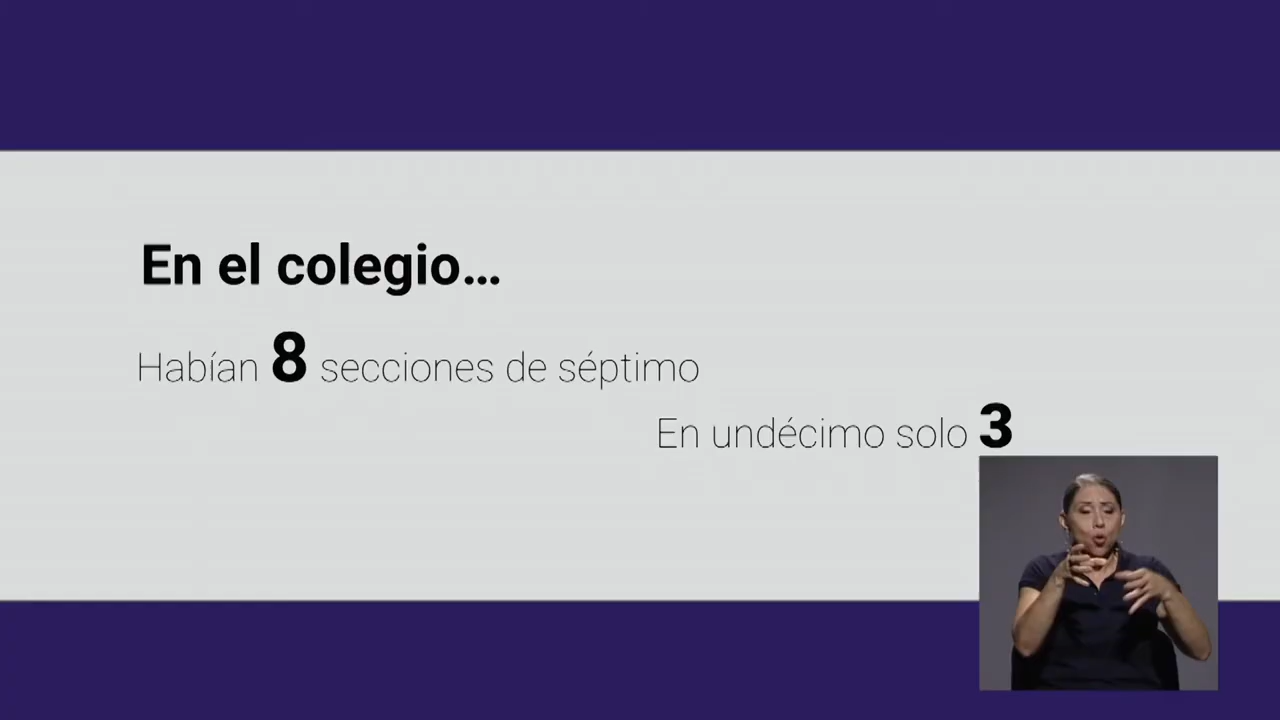 En el colegio...
Habían 8 secciones de séptimo
En undécimo solo 3